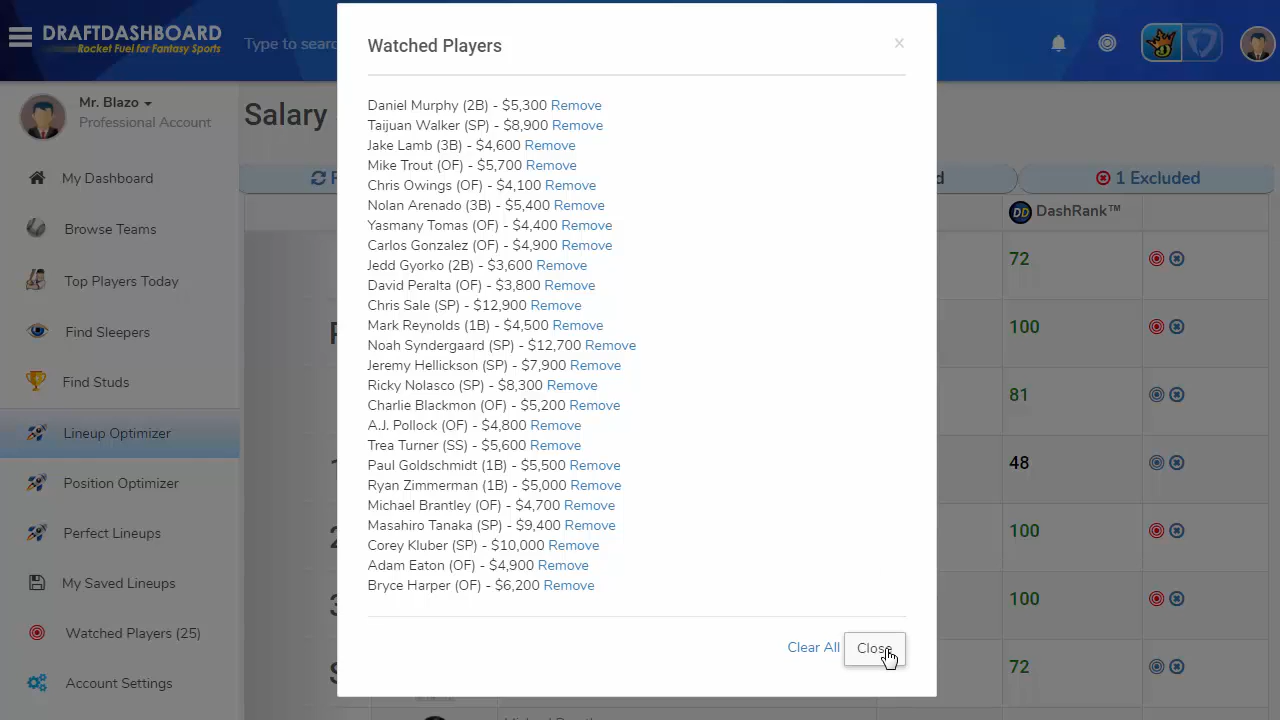 DRAFTDASHBOARD
Rocket Fuel for Fantasy Sports
Type to searc
Mr. Blazo
Professional Account
My Dashboard
Browse Teams
Top Players Today
Find Sleepers
Find Studs
Lineup Optimizer
Position Optimizer
Perfect Lineups
My Saved Lineups
Watched Players (25)
Account Settings
Salary
Watched Players
×
Daniel Murphy (2B) - $5,300 Remove
Taijuan Walker (SP) - $8,900 Remove
Jake Lamb (3B) - $4,600 Remove
Mike Trout (OF) - $5,700 Remove
Chris Owings (OF) - $4,100 Remove
Nolan Arenado (3B) - $5,400 Remove
Yasmany Tomas (OF) - $4,400 Remove
Carlos Gonzalez (OF) - $4,900 Remove
Jedd Gyorko (2B) - $3,600 Remove
David Peralta (OF) - $3,800 Remove
Chris Sale (SP) - $12,900 Remove
Mark Reynolds (1B) - $4,500 Remove
Noah Syndergaard (SP) - $12,700 Remove
Jeremy Hellickson (SP) - $7,900 Remove
Ricky Nolasco (SP) - $8,300 Remove
Charlie Blackmon (OF) - $5,200 Remove
A.J. Pollock (OF) - $4,800 Remove
Trea Turner (SS) - $5,600 Remove
Paul Goldschmidt (1B) - $5,500 Remove
Ryan Zimmerman (1B) - $5,000 Remove
Michael Brantley (OF) - $4,700 Remove
Masahiro Tanaka (SP) - $9,400 Remove
Corey Kluber (SP) - $10,000 Remove
Adam Eaton (OF) - $4,900 Remove
Bryce Harper (OF) - $6,200 Remove
Clear All Close
1 Excluded
DD DashRank™
72
100
81
48
100
100
72